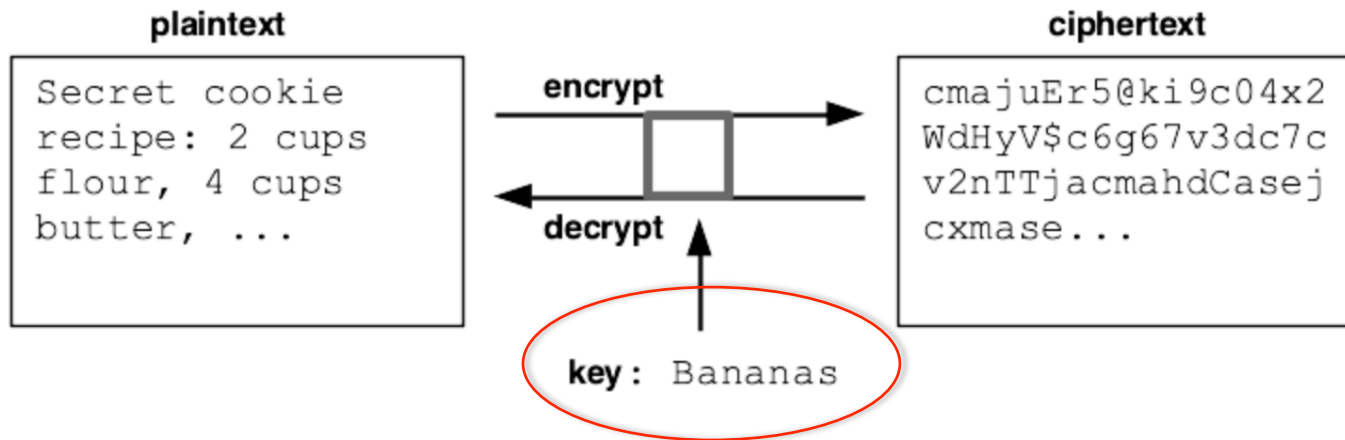 plaintext
Secret cookie
recipe: 2 cups
flour, 4 cups
butter, ...
encrypt
decrypt
key: Bananas
ciphertext
cmajuEr5@ki9c04x2
WdHyV$c6g67v3dc7c
v2nTTjacmahdCasej
cxmase...